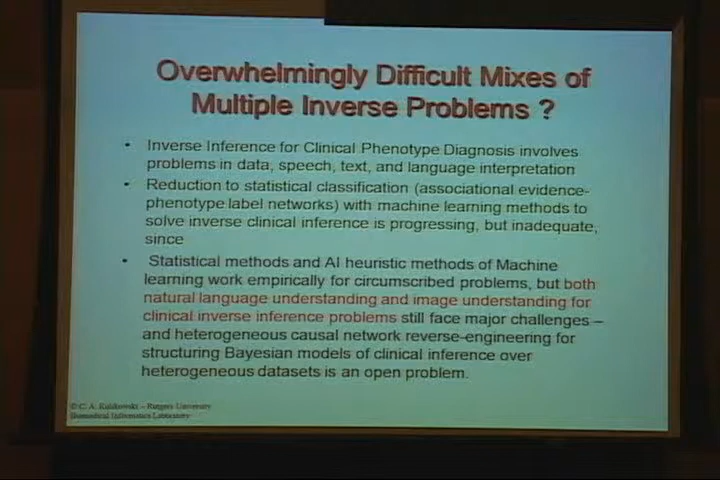 Overwhelmingly Difficult Mixes of
Multiple Inverse Problems ?
• Inverse Inference for Clinical Phenotype Diagnosis involves
problems in data, speech, text, and language interpretation
• Reduction to statistical classification (associational evidence-
phenotype label networks) with machine learning methods to
solve inverse clinical inference is progressing, but inadequate,
since
• Statistical methods and AI heuristic methods of Machine
learning work empirically for circumscribed problems, but both
natural language understanding and image understanding for
clinical inverse inference problems still face major challenges –
and heterogeneous causal network reverse-engineering for
structuring Bayesian models of clinical inference over
heterogeneous datasets is an open problem.
© C. A. Kulikowski – Rutgers University
Biomedical Informatics Laboratory